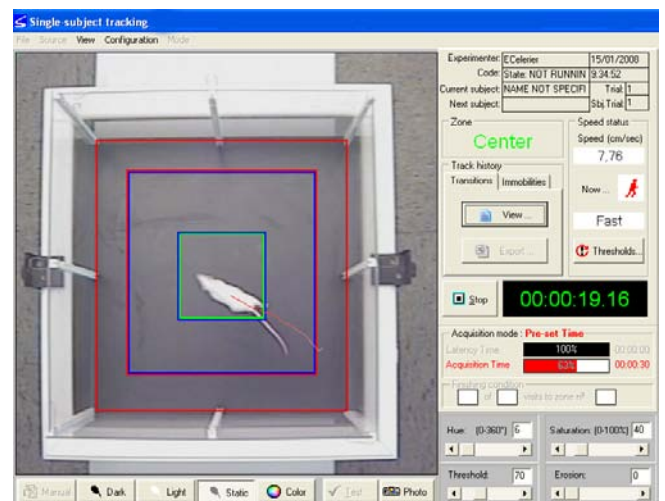 Single-subject tracking
File Source View Configuration Mode
Experimenter: ECelerier 15/01/2008
Code: State: NOT RUNNIN 9:34:52
Current subject: NAME NOT SPECIFI Trial: 1
Next subject: Sbj.Trial: 1
Zone
Center
Speed status
Speed (cm/sec)
7,76
Now ...
Fast
Thresholds...
Track history
Transitions Immobilities
View ...
Export ...
Stop
00:00:19.16
Acquisition mode : Pre-set Time
Latency Time 100% 00:00:00
Acquisition Time 63% 00:00:30
Finishing condition
of visits to zone nº
Hue: (0-360°) 6
Saturation: (0-100%) 40
Threshold: 70
Erosion: 0
Manual Dark Light Static Color Test Photo